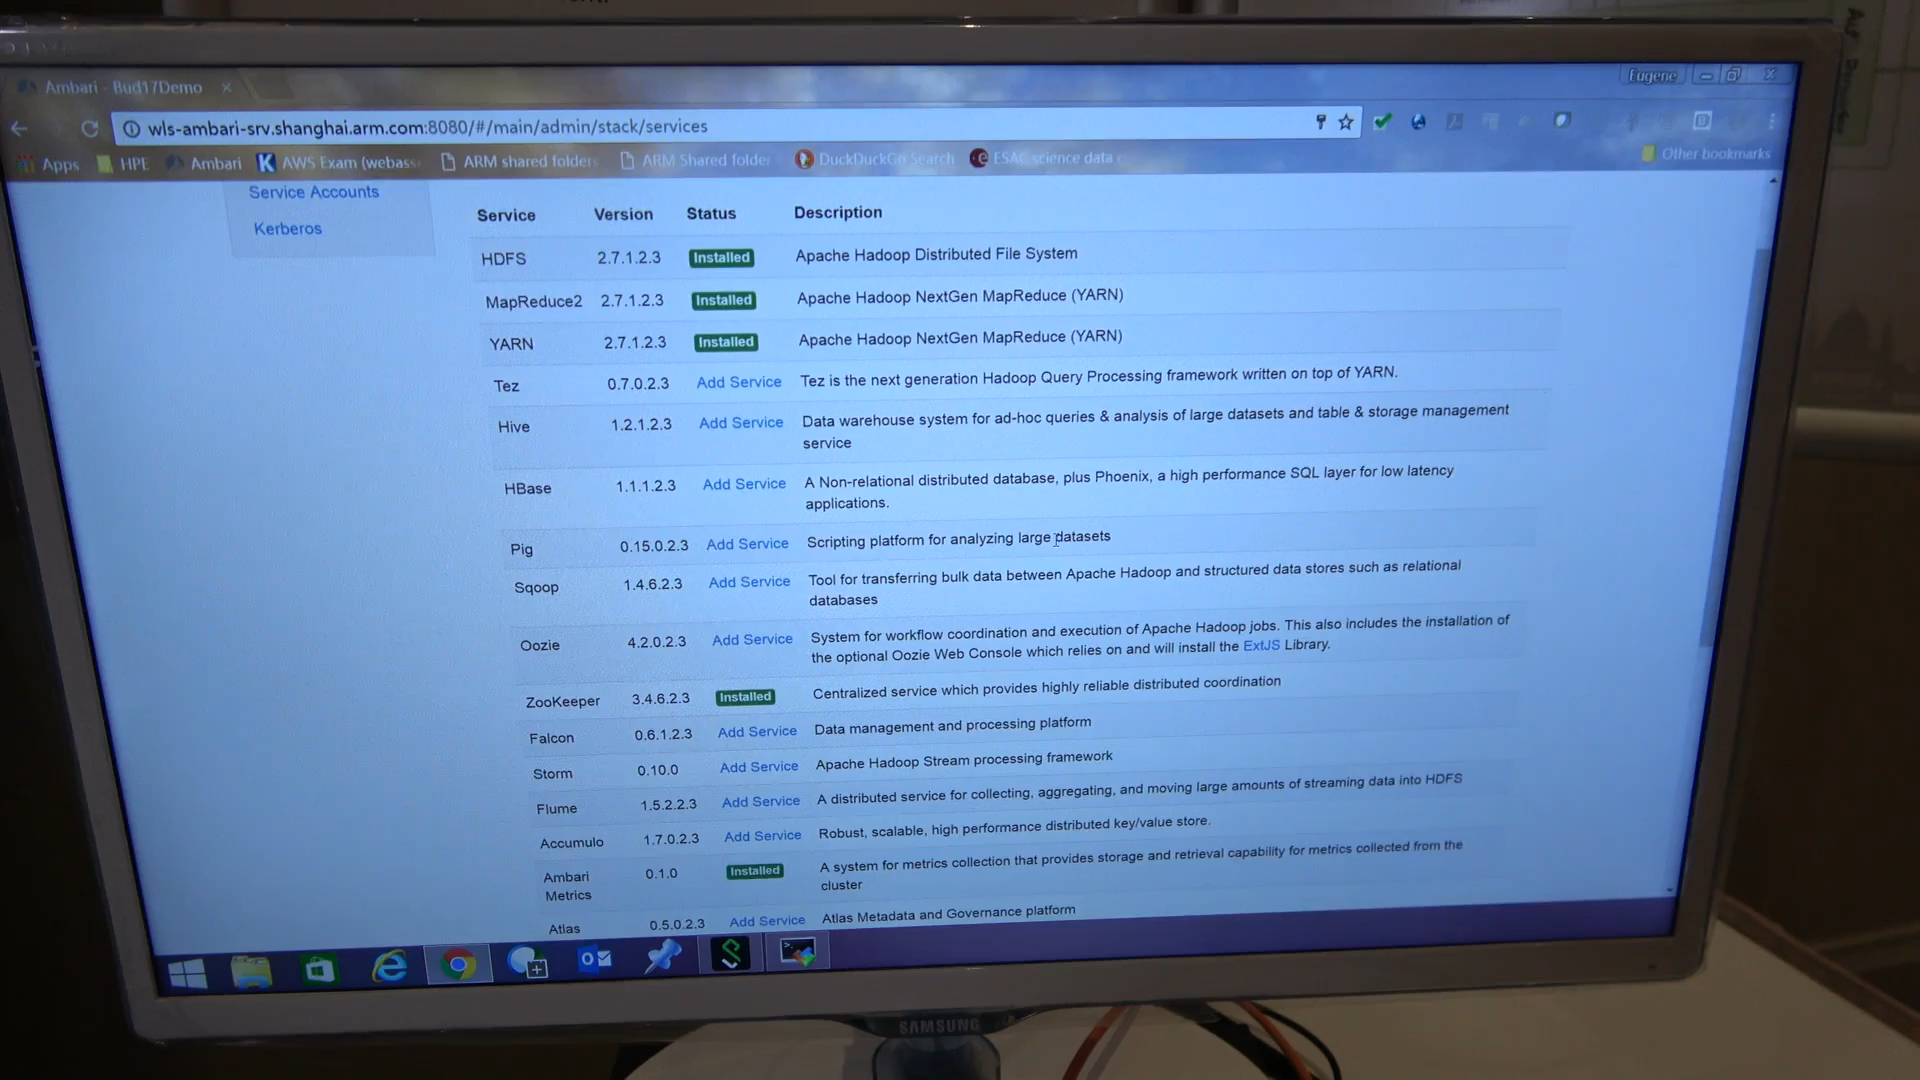 Ambari - Bud17Demo
Eugene
wls-ambari-srv.shanghai.arm.com:8080/#/main/admin/stack/services
Apps HPE Ambari AWS Exam (webass ARM shared folders ARM Shared folder DuckDuckGo Search ESAC science data Other bookmarks
Service Accounts
Kerberos
Service Version Status Description
HDFS 2.7.1.2.3 Installed Apache Hadoop Distributed File System
MapReduce2 2.7.1.2.3 Installed Apache Hadoop NextGen MapReduce (YARN)
YARN 2.7.1.2.3 Installed Apache Hadoop NextGen MapReduce (YARN)
Tez 0.7.0.2.3 Add Service Tez is the next generation Hadoop Query Processing framework written on top of YARN.
Hive 1.2.1.2.3 Add Service Data warehouse system for ad-hoc queries & analysis of large datasets and table & storage management
service
HBase 1.1.1.2.3 Add Service A Non-relational distributed database, plus Phoenix, a high performance SQL layer for low latency
applications.
Pig 0.15.0.2.3 Add Service Scripting platform for analyzing large datasets
Sqoop 1.4.6.2.3 Add Service Tool for transferring bulk data between Apache Hadoop and structured data stores such as relational
databases
Oozie 4.2.0.2.3 Add Service System for workflow coordination and execution of Apache Hadoop jobs. This also includes the installation of
the optional Oozie Web Console which relies on and will install the ExtJS Library.
ZooKeeper 3.4.6.2.3 Installed Centralized service which provides highly reliable distributed coordination
Falcon 0.6.1.2.3 Add Service Data management and processing platform
Storm 0.10.0 Add Service Apache Hadoop Stream processing framework
Flume 1.5.2.2.3 Add Service A distributed service for collecting, aggregating, and moving large amounts of streaming data into HDFS
Accumulo 1.7.0.2.3 Add Service Robust, scalable, high performance distributed key/value store.
Ambari 0.1.0 Installed A system for metrics collection that provides storage and retrieval capability for metrics collected from the
Metrics cluster
Atlas 0.5.0.2.3 Add Service Atlas Metadata and Governance platform
SAMSUNG